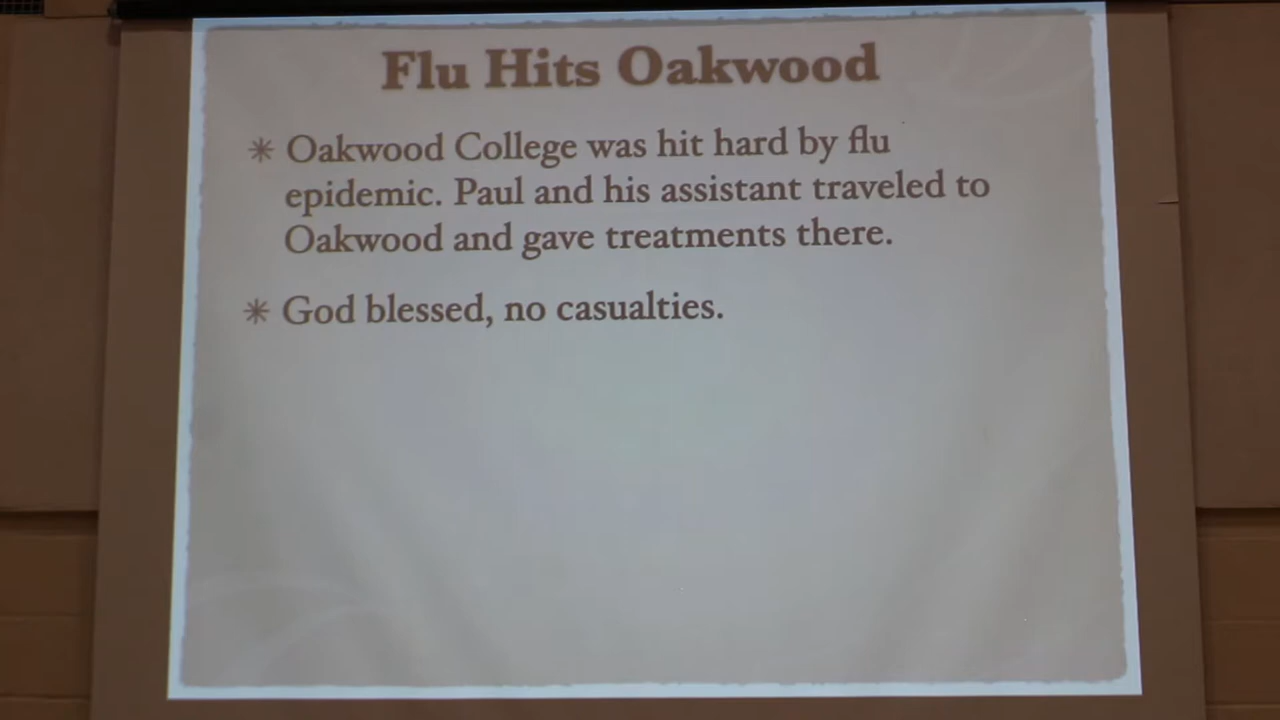 Flu Hits Oakwood
✳ Oakwood College was hit hard by flu
epidemic. Paul and his assistant traveled to
Oakwood and gave treatments there.
✳ God blessed, no casualties.